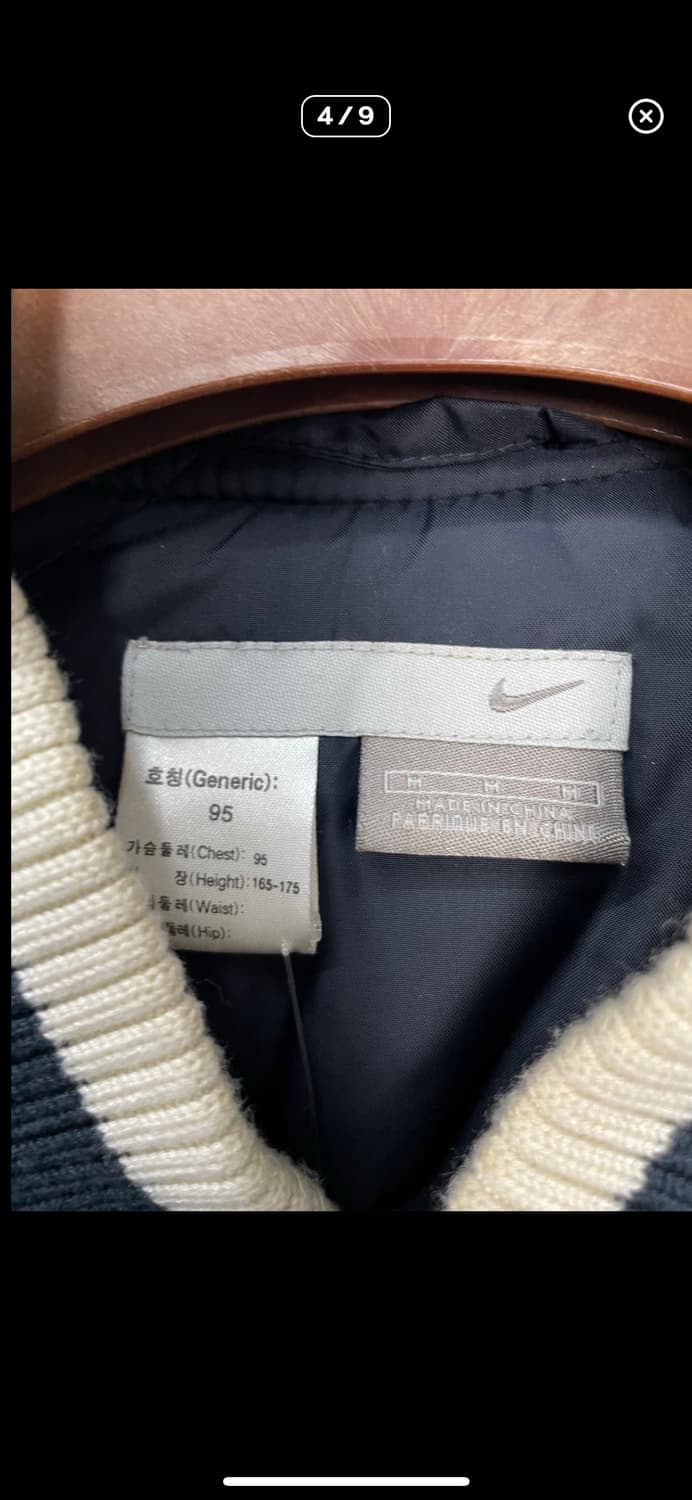 4/9
호칭(Generic):
95
가슴둘레(Chest): 95
장(Height):165-175
둘레(Waist):
둘레(Hip):
M M M
MADE IN CHINA
FABRIQUE EN CHINE